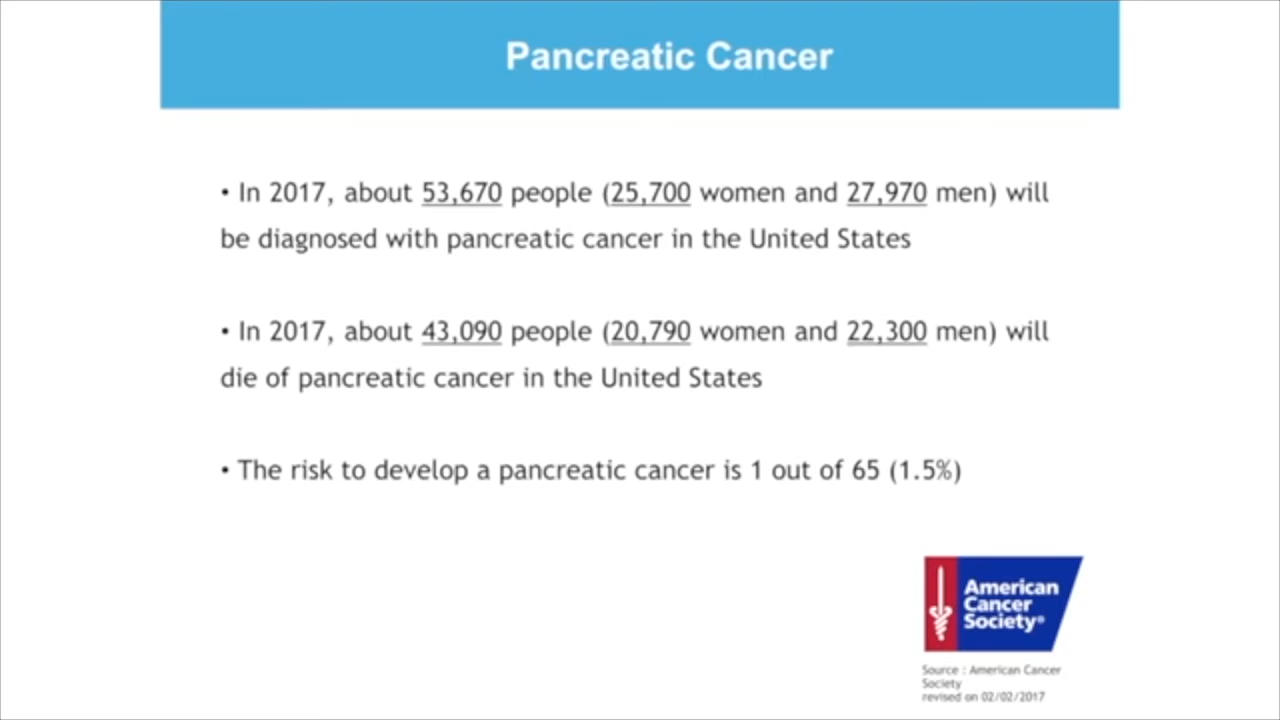 Pancreatic Cancer
• In 2017, about 53,670 people (25,700 women and 27,970 men) will
be diagnosed with pancreatic cancer in the United States
• In 2017, about 43,090 people (20,790 women and 22,300 men) will
die of pancreatic cancer in the United States
• The risk to develop a pancreatic cancer is 1 out of 65 (1.5%)
American
Cancer
Society®
Source : American Cancer
Society
revised on 02/02/2017